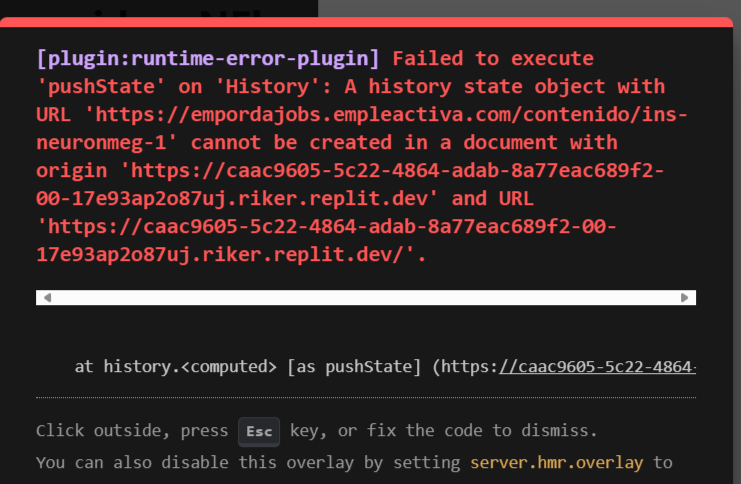 [plugin:runtime-error-plugin] Failed to execute
'pushState' on 'History': A history state object with
URL 'https://empordajobs.empleactiva.com/contenido/ins-
neuronmeg-1' cannot be created in a document with
origin 'https://caac9605-5c22-4864-adab-8a77eac689f2-
00-17e93ap2o87uj.riker.replit.dev' and URL
'https://caac9605-5c22-4864-adab-8a77eac689f2-00-
17e93ap2o87uj.riker.replit.dev/'.
at history.<computed> [as pushState] (https://caac9605-5c22-4864-
Click outside, press Esc key, or fix the code to dismiss.
You can also disable this overlay by setting server.hmr.overlay to